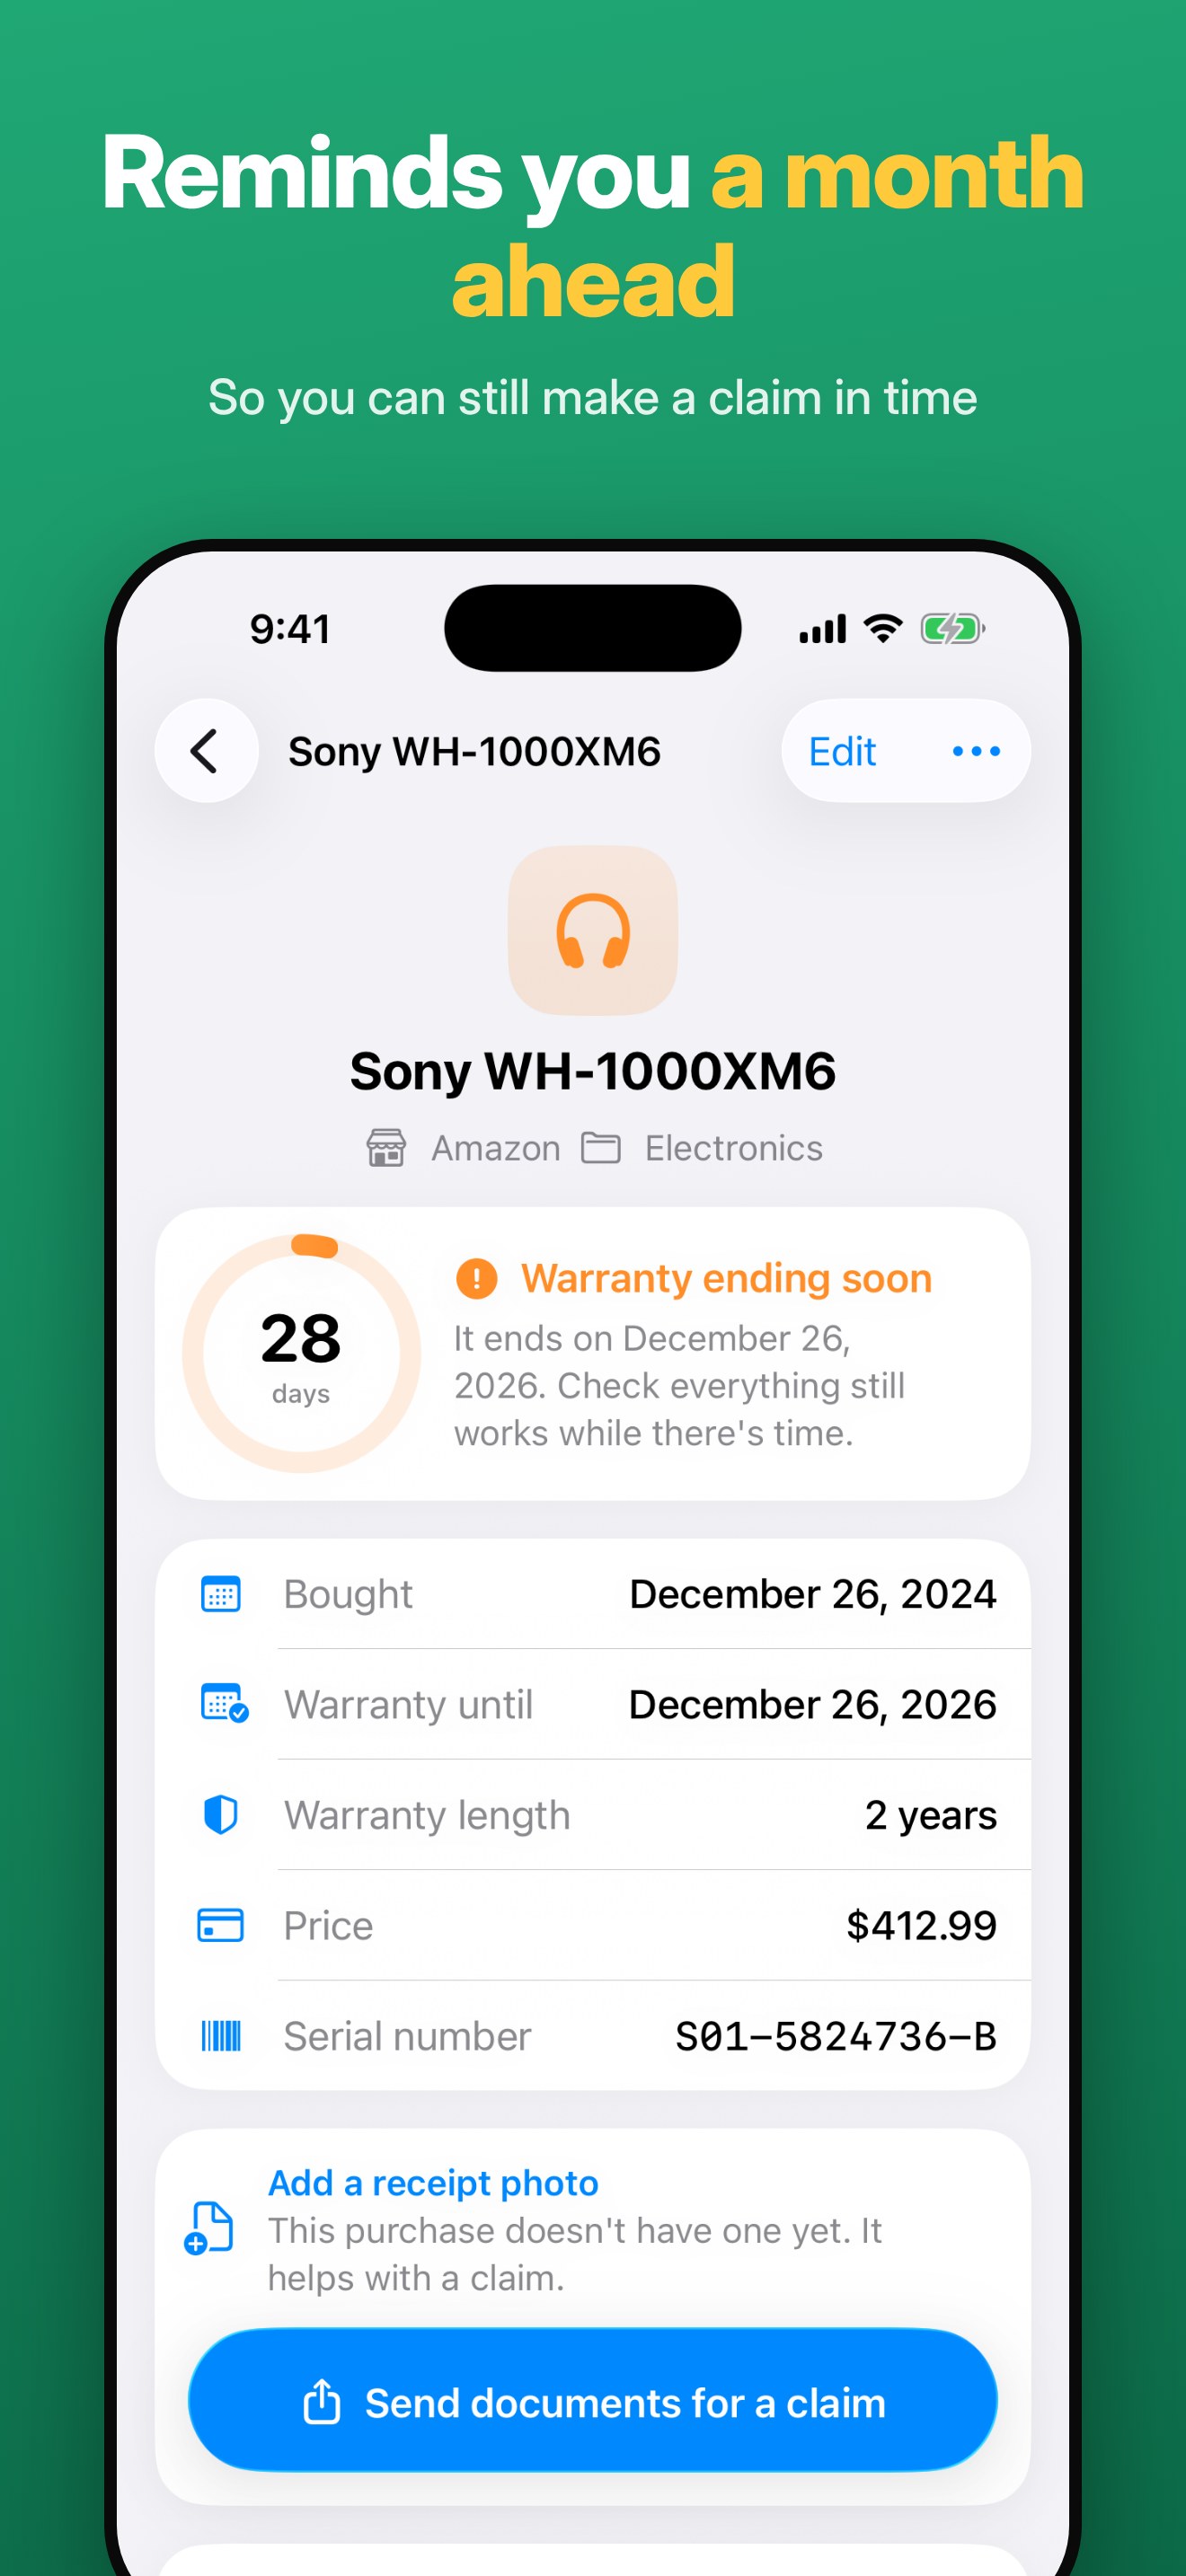 Reminds you a month
ahead
So you can still make a claim in time
9:41
Sony WH-1000XM6
Edit
Sony WH-1000XM6
Amazon Electronics
28
days
Warranty ending soon
It ends on December 26,
2026. Check everything still
works while there's time.
Bought December 26, 2024
Warranty until December 26, 2026
Warranty length 2 years
Price $412.99
Serial number S01–5824736–B
Add a receipt photo
This purchase doesn't have one yet. It
helps with a claim.
Send documents for a claim